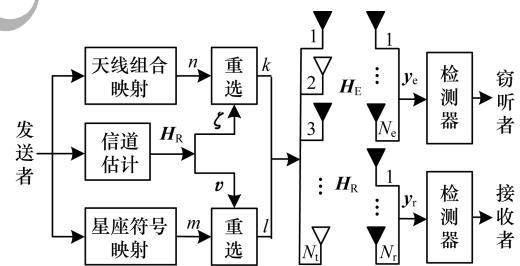 天线组合
映射
n
重
选
k
发
送
者
信道
估计
H_R
ζ
v
星座符号
映射
m
重
选
l
1
2
3
⋮
N_t
H_E
H_R
1
⋮
N_e
y_e
检
测
器
窃
听
者
1
⋮
N_r
y_r
检
测
器
接
收
者